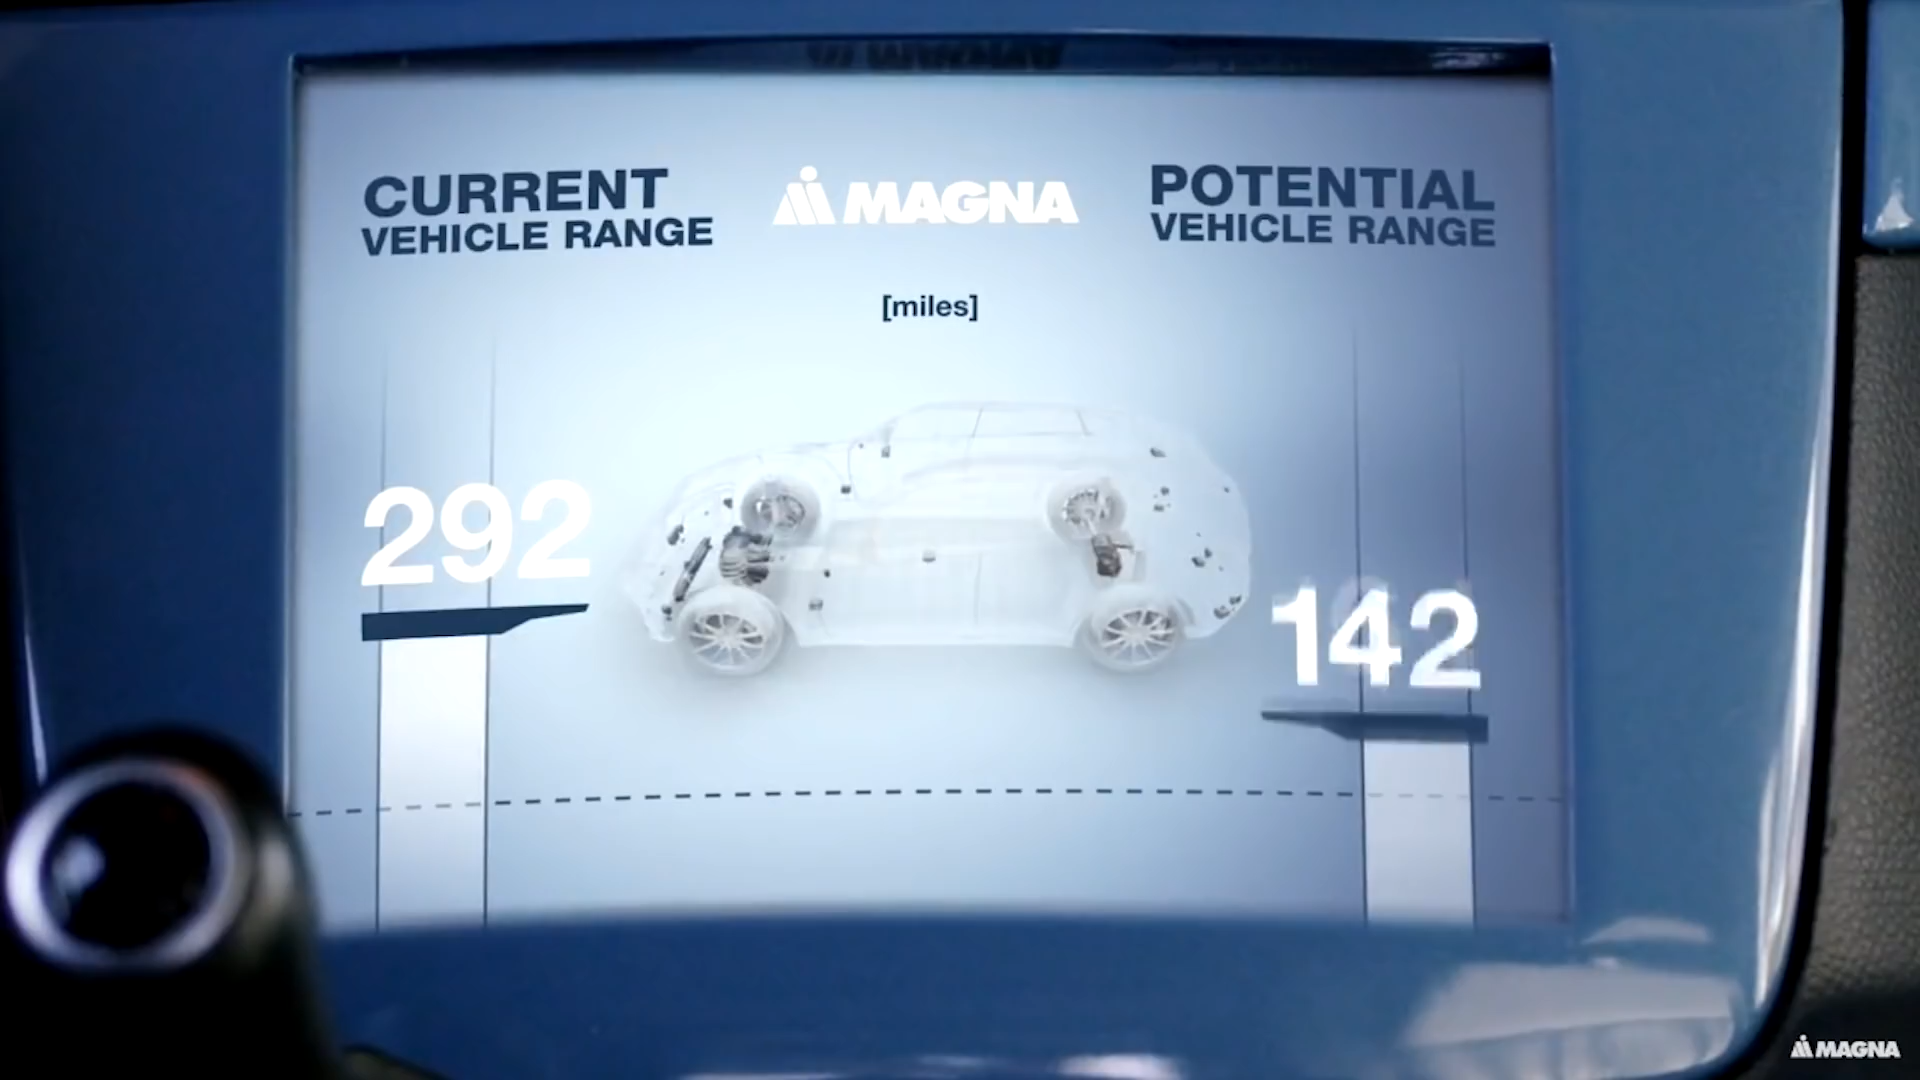 CURRENT
VEHICLE RANGE
MAGNA
POTENTIAL
VEHICLE RANGE
[miles]
292
142
MAGNA